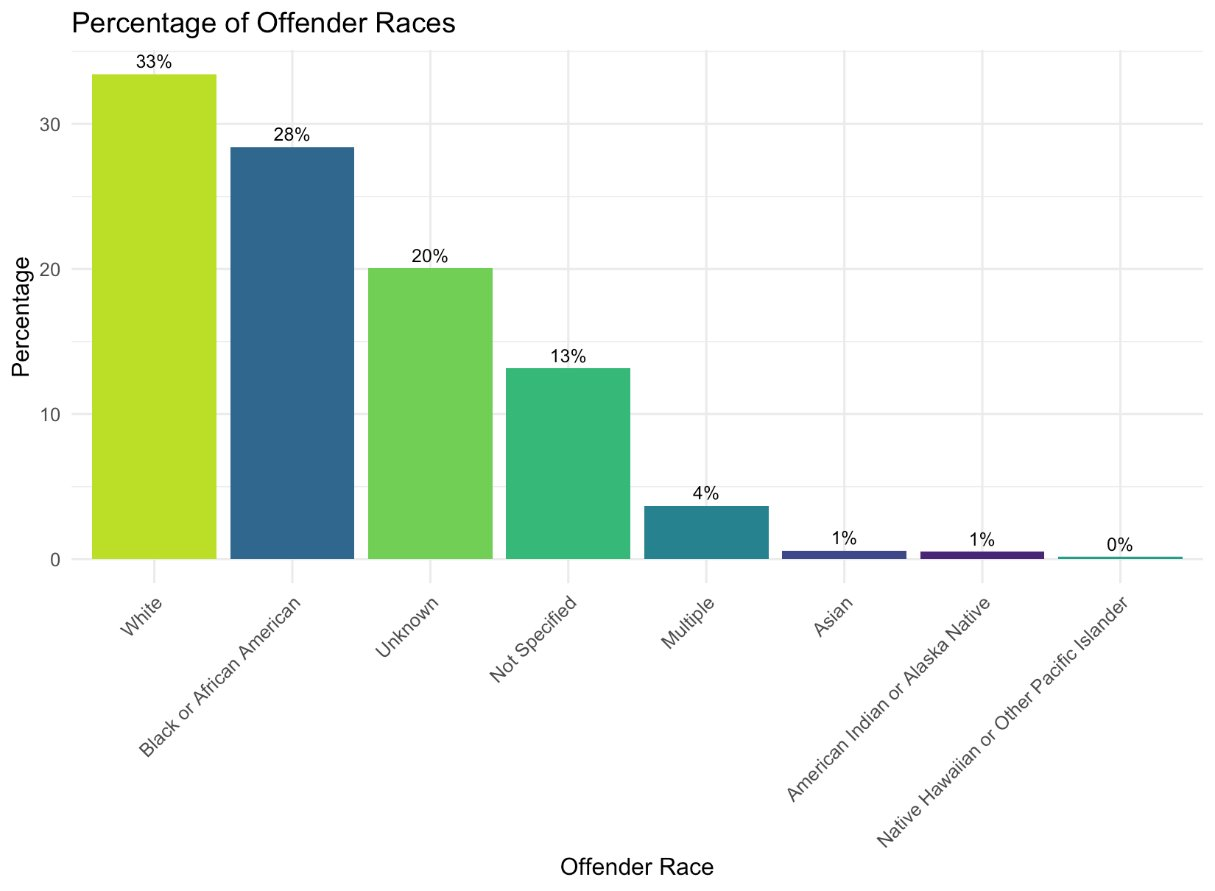 Percentage of Offender Races
33%
28%
20%
13%
4%
1%
1%
0%
30
20
10
0
Percentage
White
Black or African American
Unknown
Not Specified
Multiple
Asian
American Indian or Alaska Native
Native Hawaiian or Other Pacific Islander
Offender Race